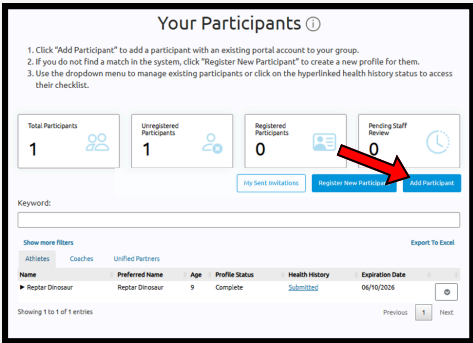 Your Participants
1. Click "Add Participant" to add a participant with an existing portal account to your group.
2. If you do not find a match in the system, click "Register New Participant" to create a new profile for them.
3. Use the dropdown menu to manage existing participants or click on the hyperlinked health history status to access
their checklist.
Total Participants
1
Unregistered
Participants
1
Registered
Participants
0
Pending Staff
Review
0
My Sent Invitations
Register New Participant
Add Participant
Keyword:
Show more filters
Export To Excel
Athletes Coaches Unified Partners
Name Preferred Name Age Profile Status Health History Expiration Date
Reptar Dinosaur Reptar Dinosaur 9 Complete Submitted 06/10/2026
Showing 1 to 1 of 1 entries
Previous 1 Next